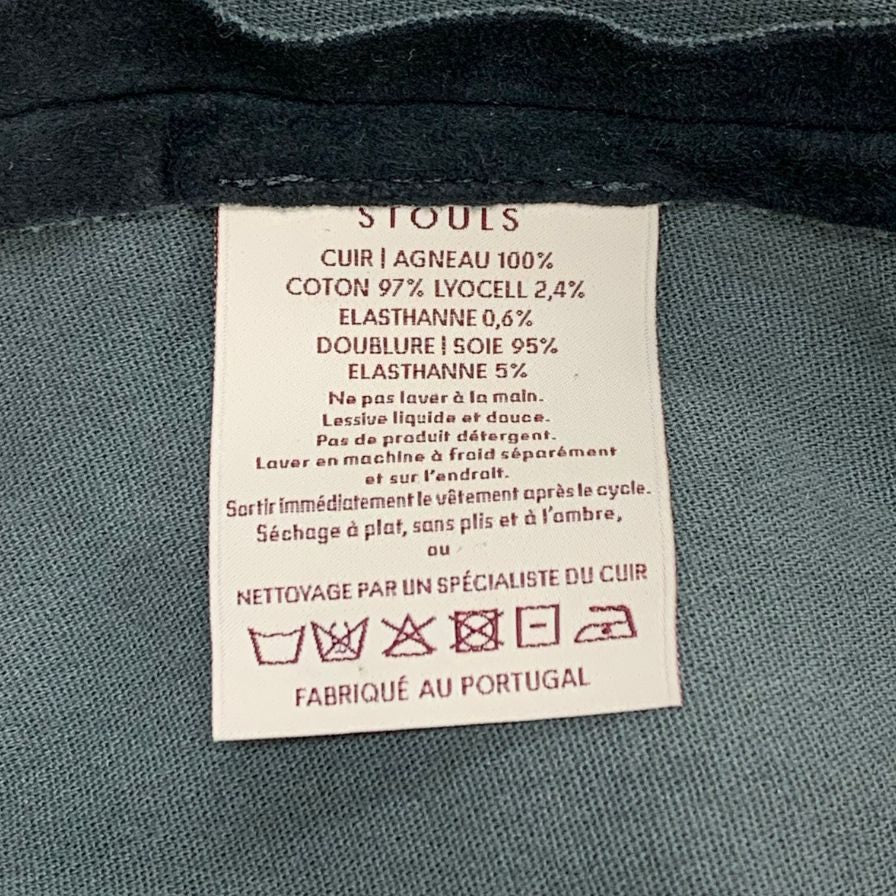 STOULS
CUIR | AGNEAU 100%
COTON 97% LYOCELL 2,4%
ELASTHANNE 0,6%
DOUBLURE | SOIE 95%
ELASTHANNE 5%
Ne pas laver à la main.
Lessive liquide et douce.
Pas de produit détergent.
Laver en machine à froid séparément
et sur l'endroit.
Sortir immédiatement le vêtement après le cycle.
Séchage à plat, sans plis et à l'ombre,
ou
NETTOYAGE PAR UN SPÉCIALISTE DU CUIR
FABRIQUÉ AU PORTUGAL